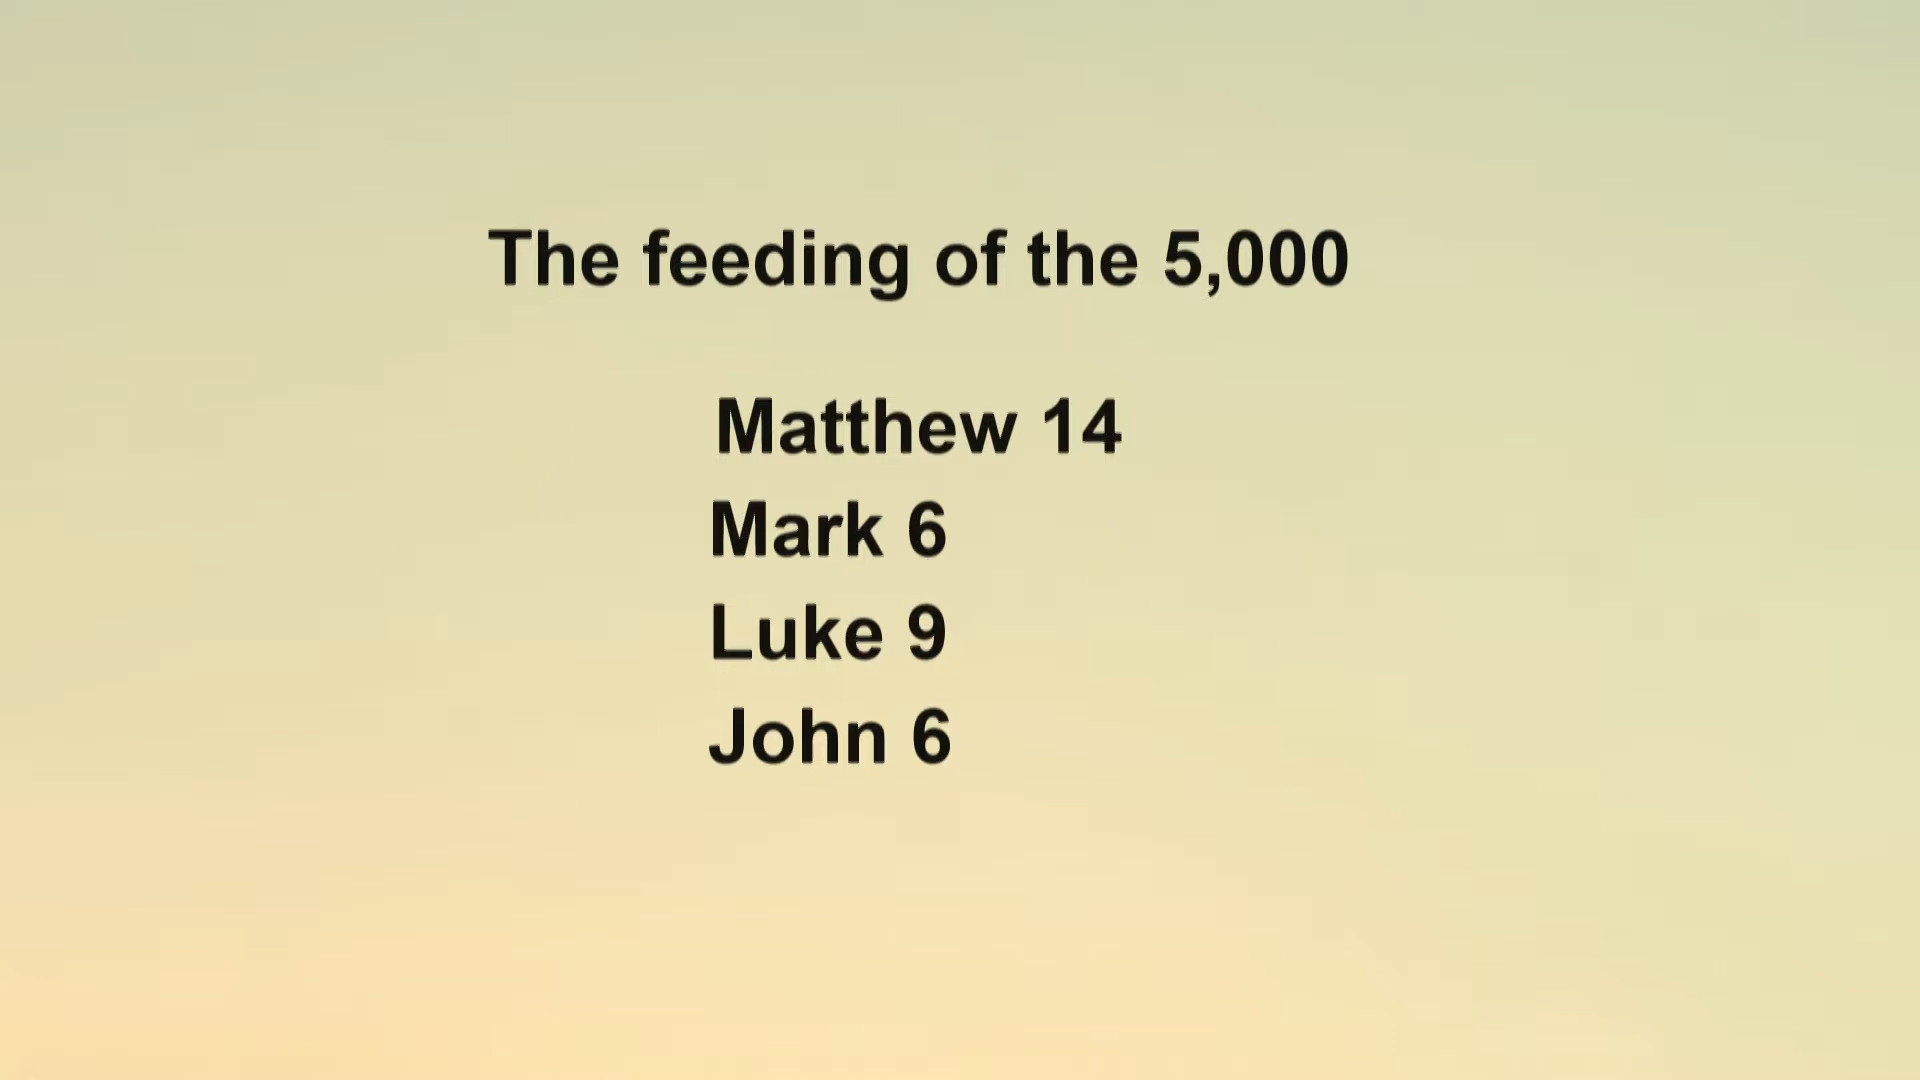 The feeding of the 5,000
Matthew 14
Mark 6
Luke 9
John 6